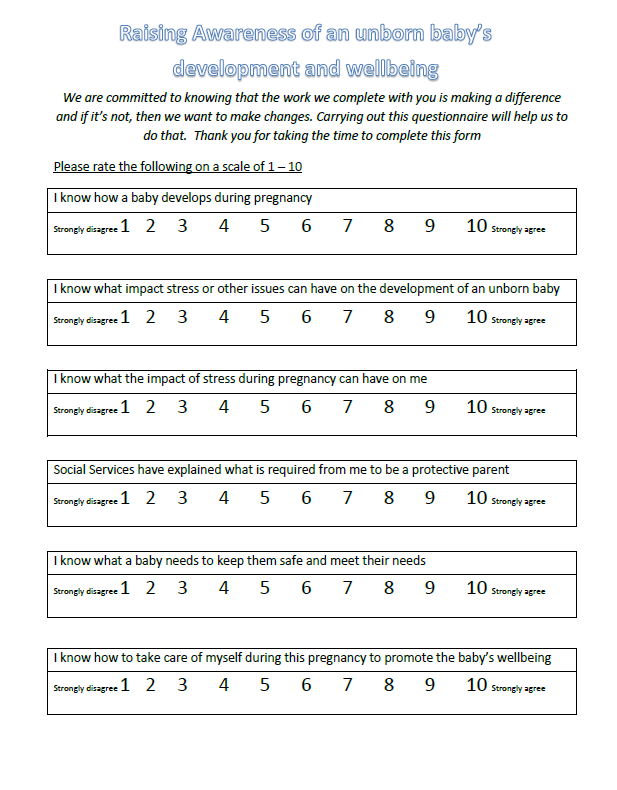 Raising Awareness of an unborn baby's
development and wellbeing
We are committed to knowing that the work we complete with you is making a difference
and if it's not, then we want to make changes. Carrying out this questionnaire will help us to
do that. Thank you for taking the time to complete this form
Please rate the following on a scale of 1 – 10
I know how a baby develops during pregnancy
Strongly disagree 1 2 3 4 5 6 7 8 9 10 Strongly agree
I know what impact stress or other issues can have on the development of an unborn baby
Strongly disagree 1 2 3 4 5 6 7 8 9 10 Strongly agree
I know what the impact of stress during pregnancy can have on me
Strongly disagree 1 2 3 4 5 6 7 8 9 10 Strongly agree
Social Services have explained what is required from me to be a protective parent
Strongly disagree 1 2 3 4 5 6 7 8 9 10 Strongly agree
I know what a baby needs to keep them safe and meet their needs
Strongly disagree 1 2 3 4 5 6 7 8 9 10 Strongly agree
I know how to take care of myself during this pregnancy to promote the baby's wellbeing
Strongly disagree 1 2 3 4 5 6 7 8 9 10 Strongly agree